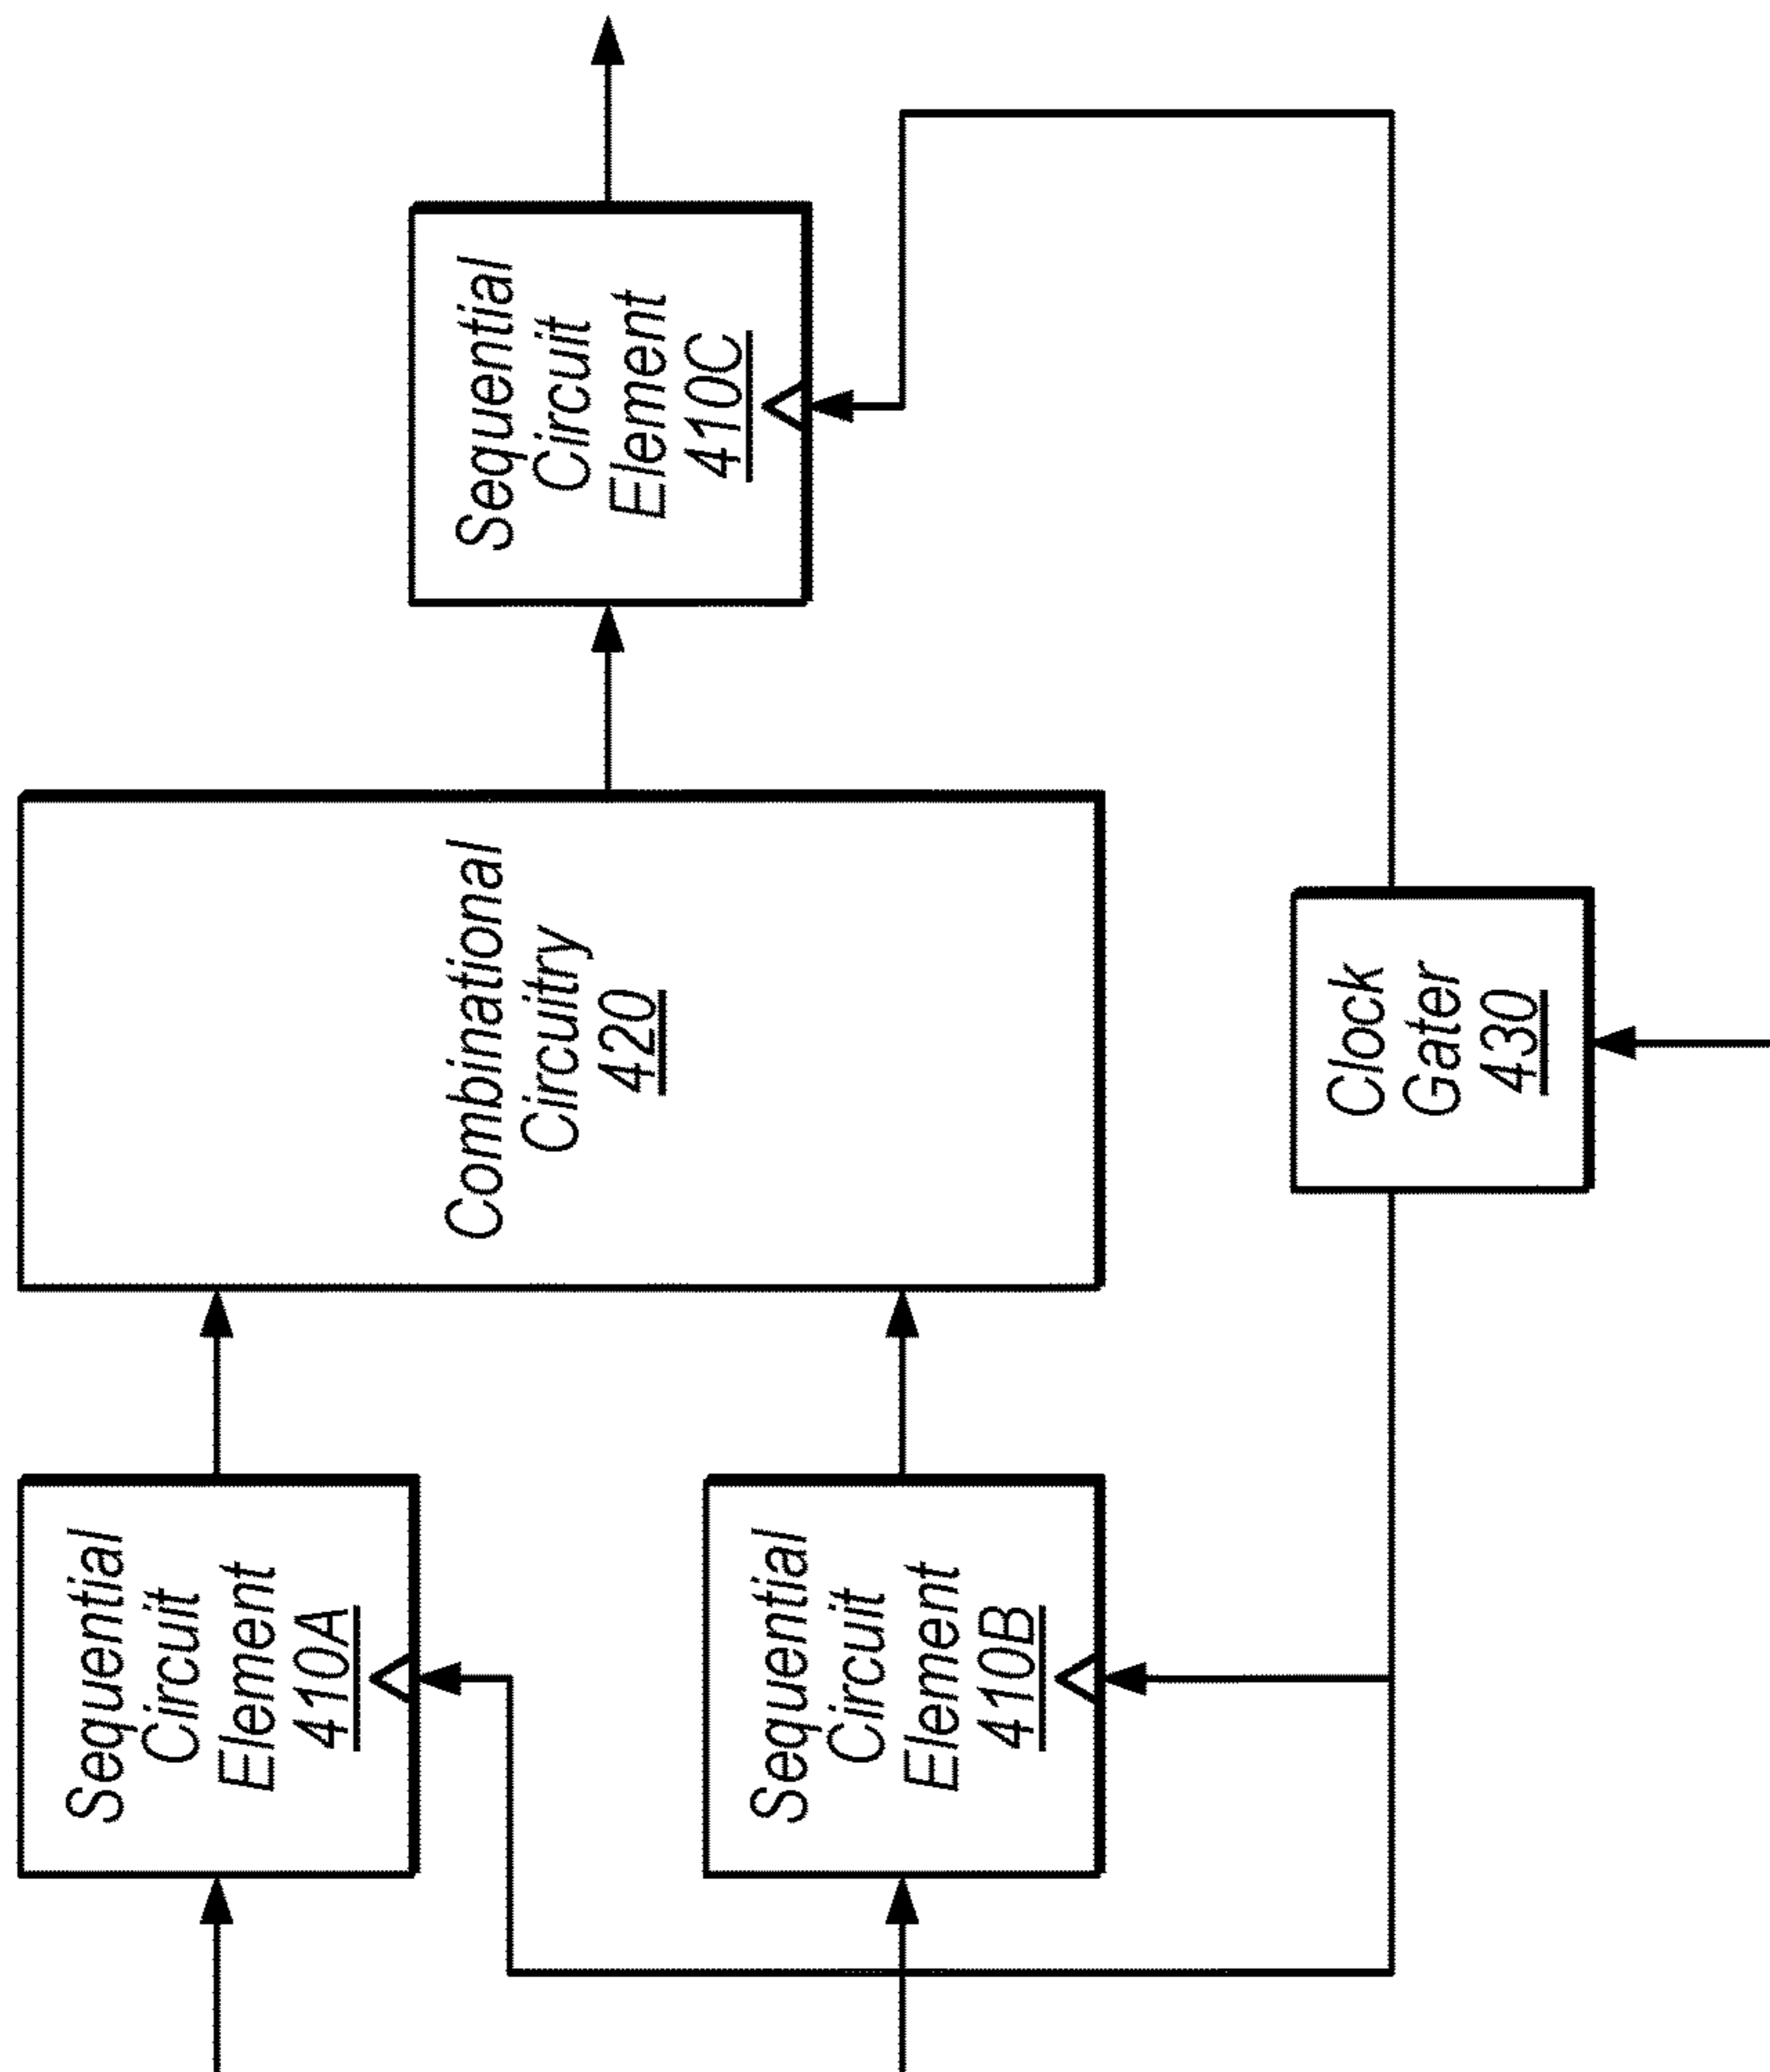 Sequential
Circuit
Element
410A
Sequential
Circuit
Element
410B
Combinational
Circuitry
420
Sequential
Circuit
Element
410C
Clock
Gater
430